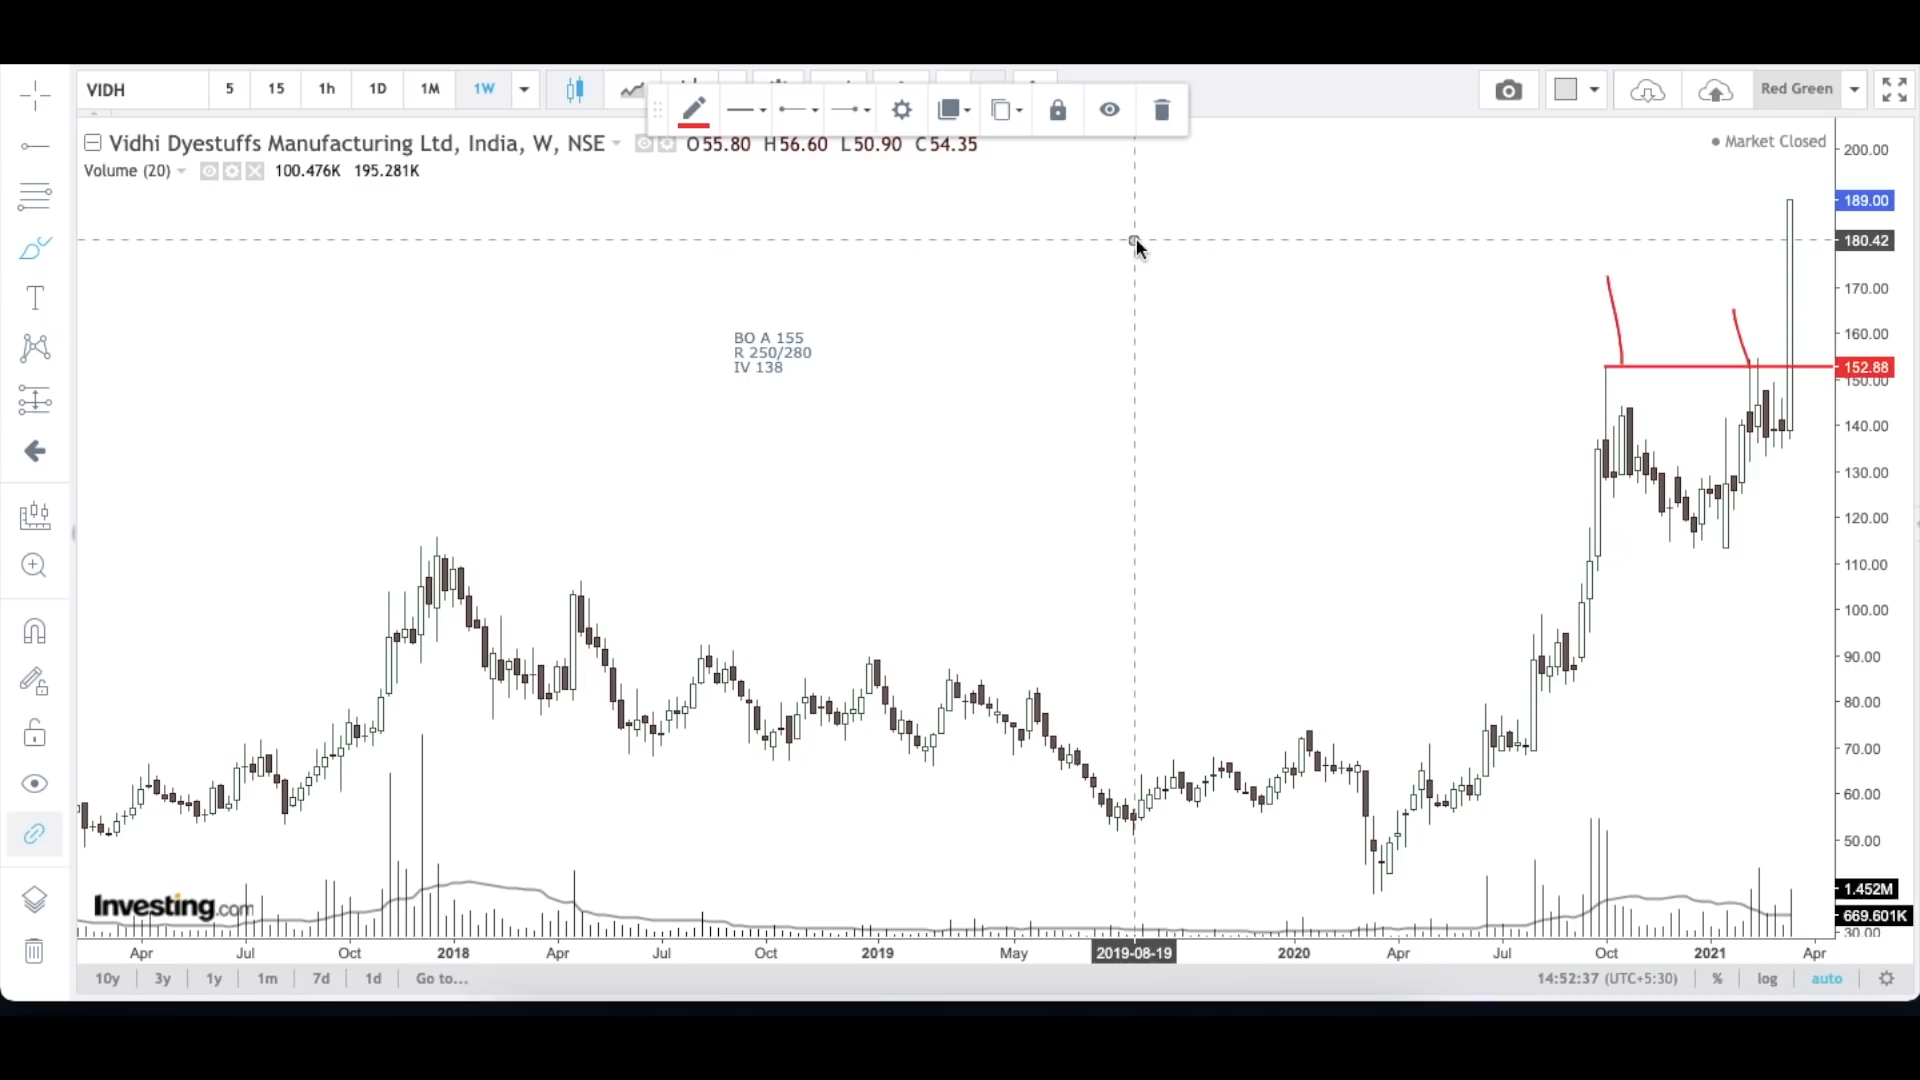 VIDH 5 15 1h 1D 1M 1W Red Green
Vidhi Dyestuffs Manufacturing Ltd, India, W, NSE O55.80 H56.60 L50.90 C54.35
Market Closed
Volume (20) 100.476K 195.281K
200.00
189.00
180.42
170.00
160.00
152.88
150.00
140.00
130.00
120.00
110.00
100.00
90.00
80.00
70.00
60.00
50.00
1.452M
669.601K
30.00
BO A 155
R 250/280
IV 138
Investing.com
Apr Jul Oct 2018 Apr Jul Oct 2019 May 2019-08-19 2020 Apr Jul Oct 2021 Apr
10y 3y 1y 1m 7d 1d Go to... 14:52:37 (UTC+5:30) % log auto